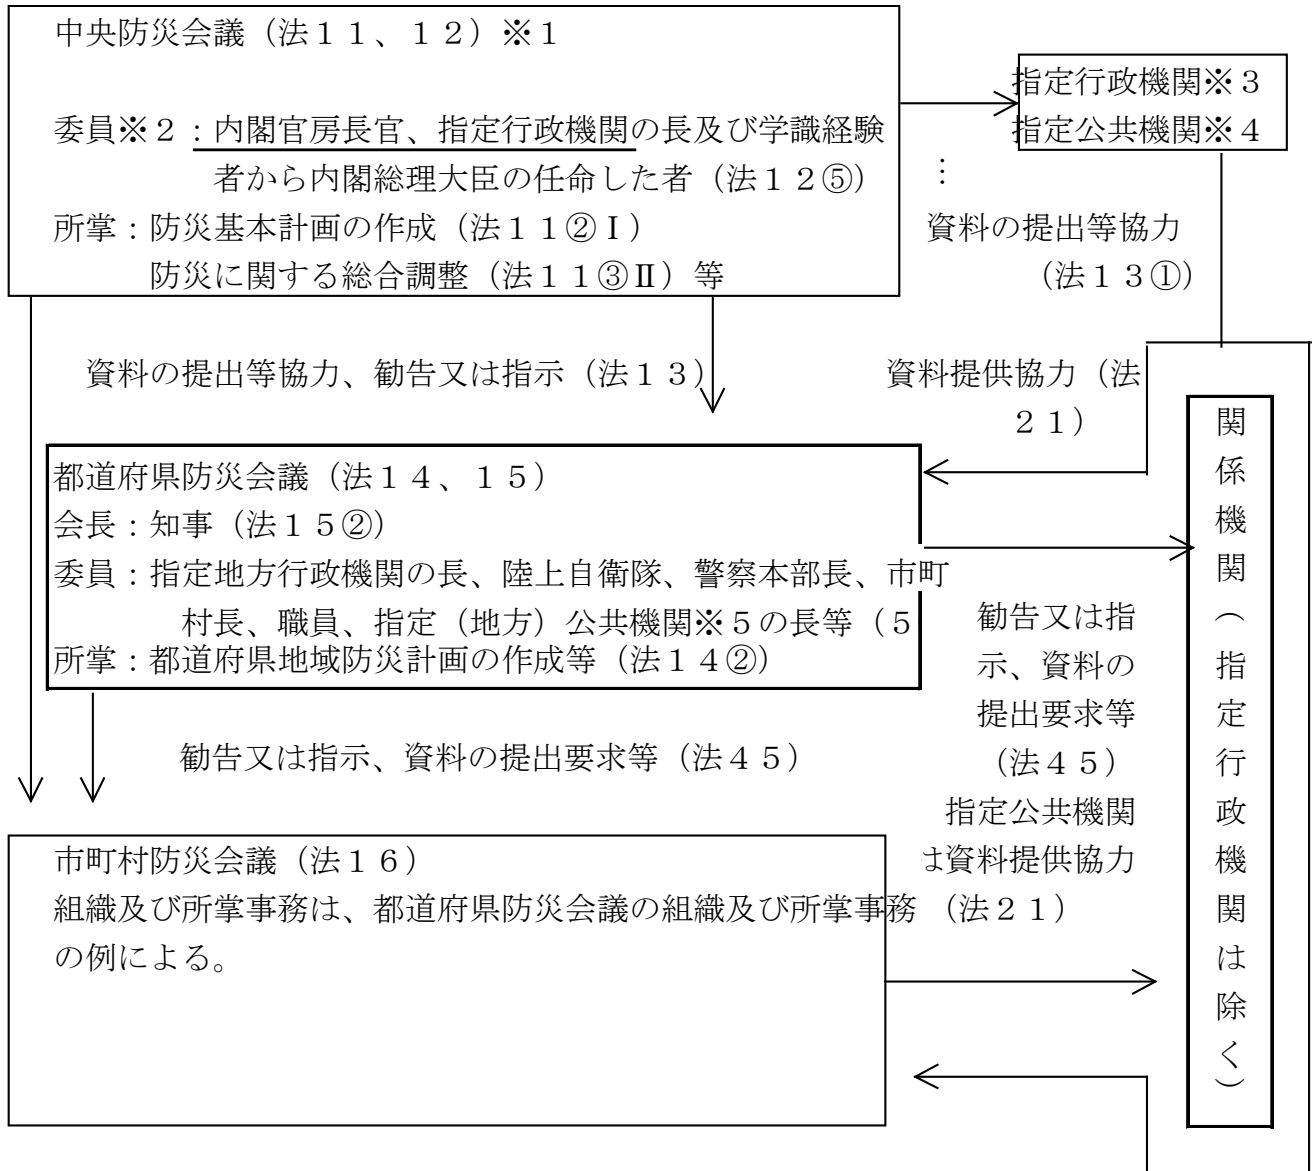 中央防災会議（法１１、１２）※１
委員※２：内閣官房長官、指定行政機関の長及び学識経験
者から内閣総理大臣の任命した者（法１２⑤）
所掌：防災基本計画の作成（法１１②Ⅰ）
防災に関する総合調整（法１１③Ⅱ）等
指定行政機関※３
指定公共機関※４
：
資料の提出等協力
（法１３①）
資料の提出等協力、勧告又は指示（法１３）
資料提供協力（法
２１）
都道府県防災会議（法１４、１５）
会長：知事（法１５②）
委員：指定地方行政機関の長、陸上自衛隊、警察本部長、市町
村長、職員、指定（地方）公共機関※５の長等（５
所掌：都道府県地域防災計画の作成等（法１４②）
勧告又は指
示、資料の
提出要求等
（法４５）
指定公共機関
は資料提供協力
（法２１）
関係機関（指定行政機関は除く）
勧告又は指示、資料の提出要求等（法４５）
市町村防災会議（法１６）
組織及び所掌事務は、都道府県防災会議の組織及び所掌事務
の例による。